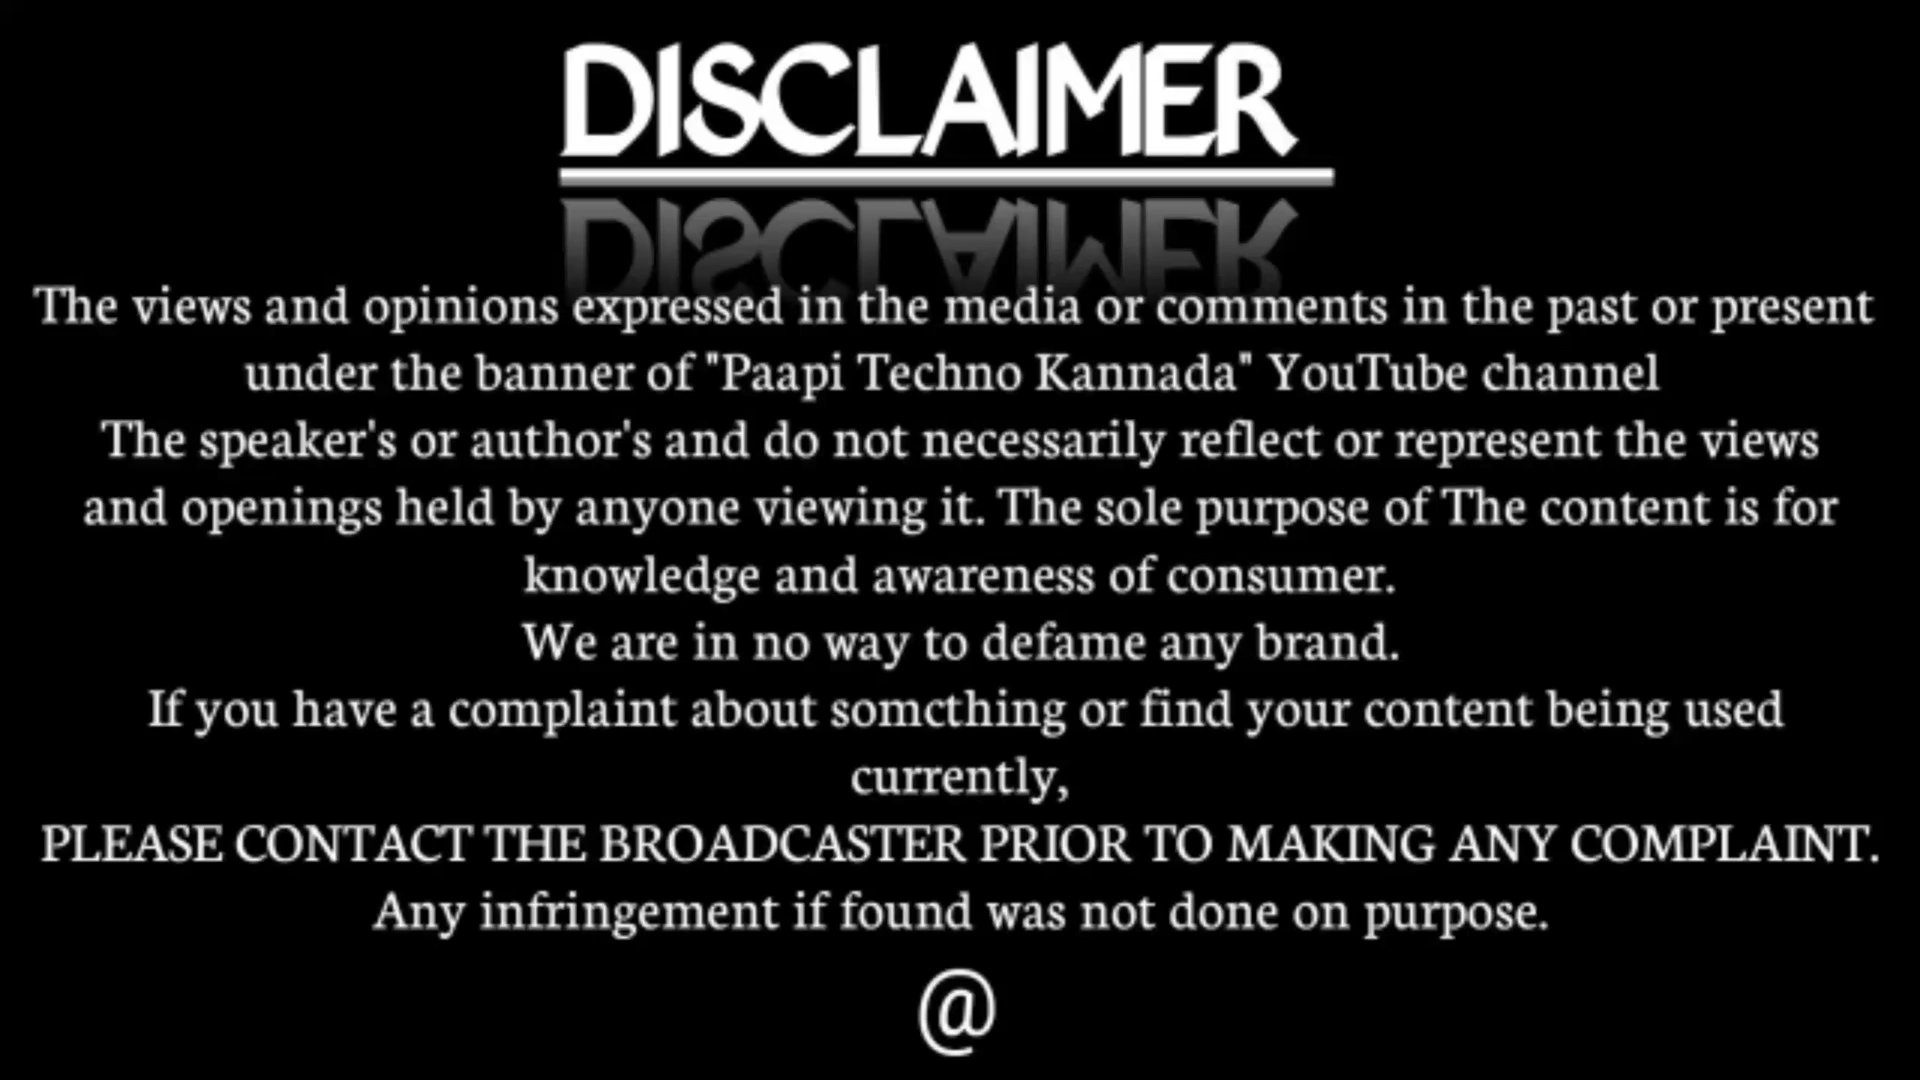 DISCLAIMER
The views and opinions expressed in the media or comments in the past or present
under the banner of "Paapi Techno Kannada" YouTube channel
The speaker's or author's and do not necessarily reflect or represent the views
and openings held by anyone viewing it. The sole purpose of The content is for
knowledge and awareness of consumer.
We are in no way to defame any brand.
If you have a complaint about somcthing or find your content being used
currently,
PLEASE CONTACT THE BROADCASTER PRIOR TO MAKING ANY COMPLAINT.
Any infringement if found was not done on purpose.
@